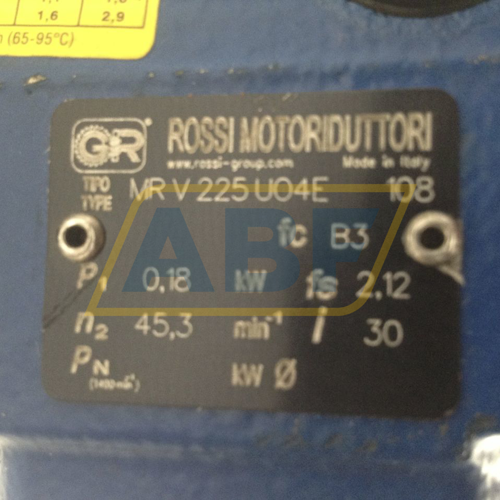 1,6 2,9
(65-95°C)
GR ROSSI MOTORIDUTTORI
www.rossi-group.com Made in Italy
TIPO
TYPE MR V 225 UO4E 108
fc B3
P1 0,18 kW fs 2,12
n2 45,3 min-1 i 30
PN kW Ø
(1400 min-1)
ABF